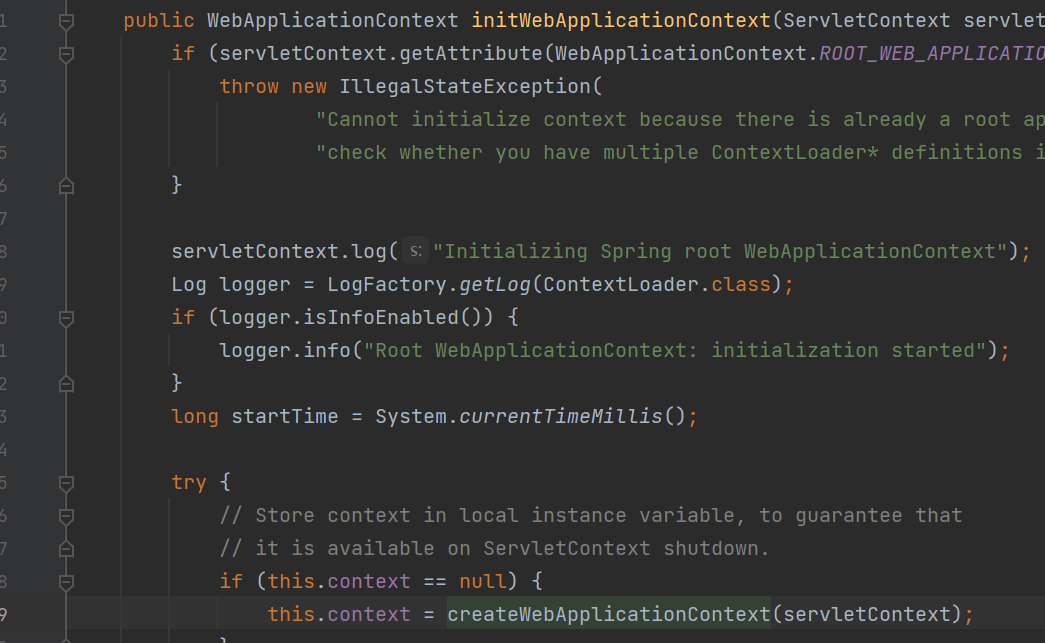 1 public WebApplicationContext initWebApplicationContext(ServletContext servlet
2 if (servletContext.getAttribute(WebApplicationContext.ROOT_WEB_APPLICATIO
3 throw new IllegalStateException(
4 "Cannot initialize context because there is already a root ap
5 "check whether you have multiple ContextLoader* definitions i
6 }
7
8 servletContext.log( s: "Initializing Spring root WebApplicationContext");
9 Log logger = LogFactory.getLog(ContextLoader.class);
0 if (logger.isInfoEnabled()) {
1 logger.info("Root WebApplicationContext: initialization started");
2 }
3 long startTime = System.currentTimeMillis();
4
5 try {
6 // Store context in local instance variable, to guarantee that
7 // it is available on ServletContext shutdown.
8 if (this.context == null) {
9 this.context = createWebApplicationContext(servletContext);